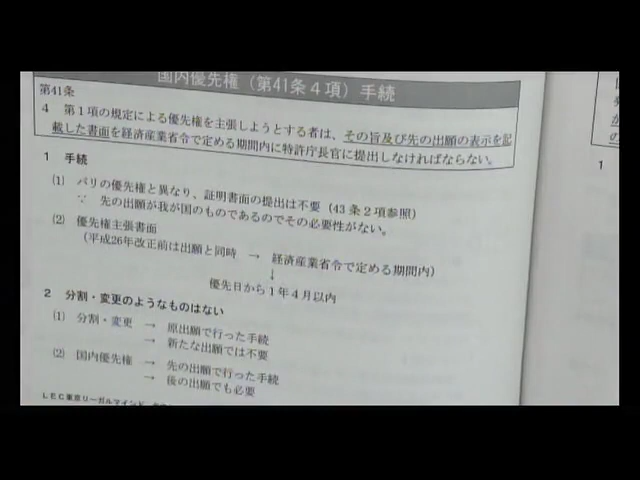 国内優先権（第41条４項）手続
第41条
４　第１項の規定による優先権を主張しようとする者は、その旨及び先の出願の表示を記
載した書面を経済産業省令で定める期間内に特許庁長官に提出しなければならない。
１　手続
⑴　パリの優先権と異なり、証明書面の提出は不要（43条２項参照）
∵　先の出願が我が国のものであるのでその必要性がない。
⑵　優先権主張書面
（平成26年改正前は出願と同時　→　経済産業省令で定める期間内）
↓
優先日から１年４月以内
２　分割・変更のようなものはない
⑴　分割・変更　→　原出願で行った手続
→　新たな出願では不要
⑵　国内優先権　→　先の出願で行った手続
→　後の出願でも必要
ＬＥＣ東京リーガルマインド
１